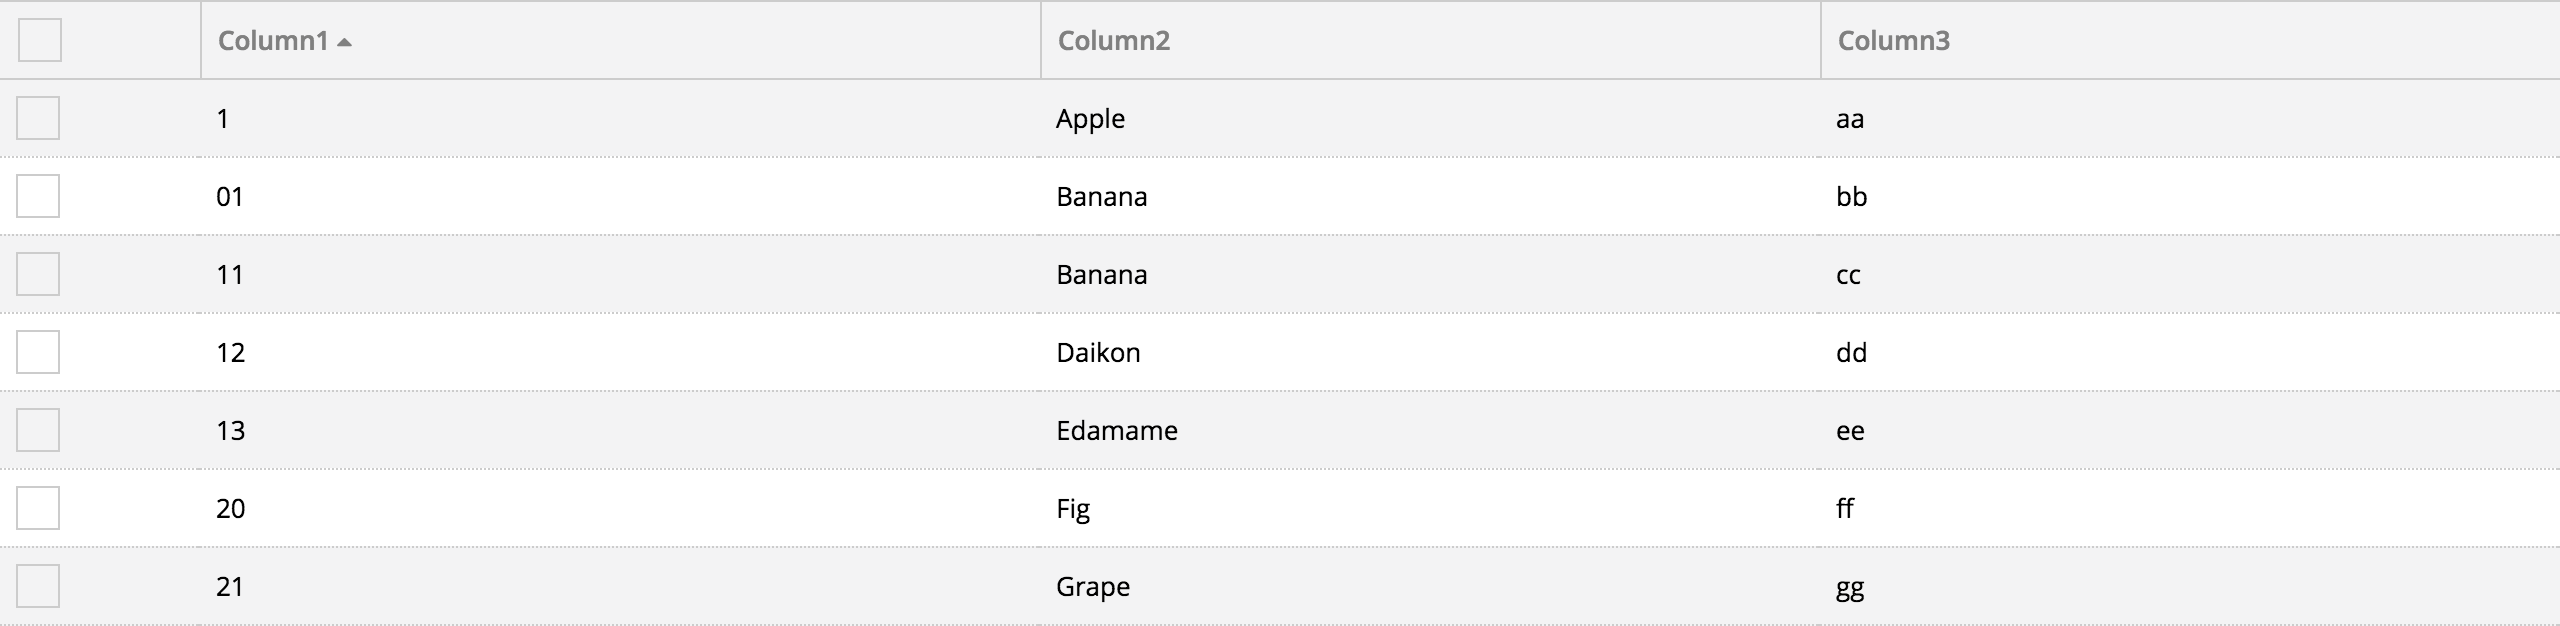 Column1 Column2 Column3
1 Apple aa
01 Banana bb
11 Banana cc
12 Daikon dd
13 Edamame ee
20 Fig ff
21 Grape gg